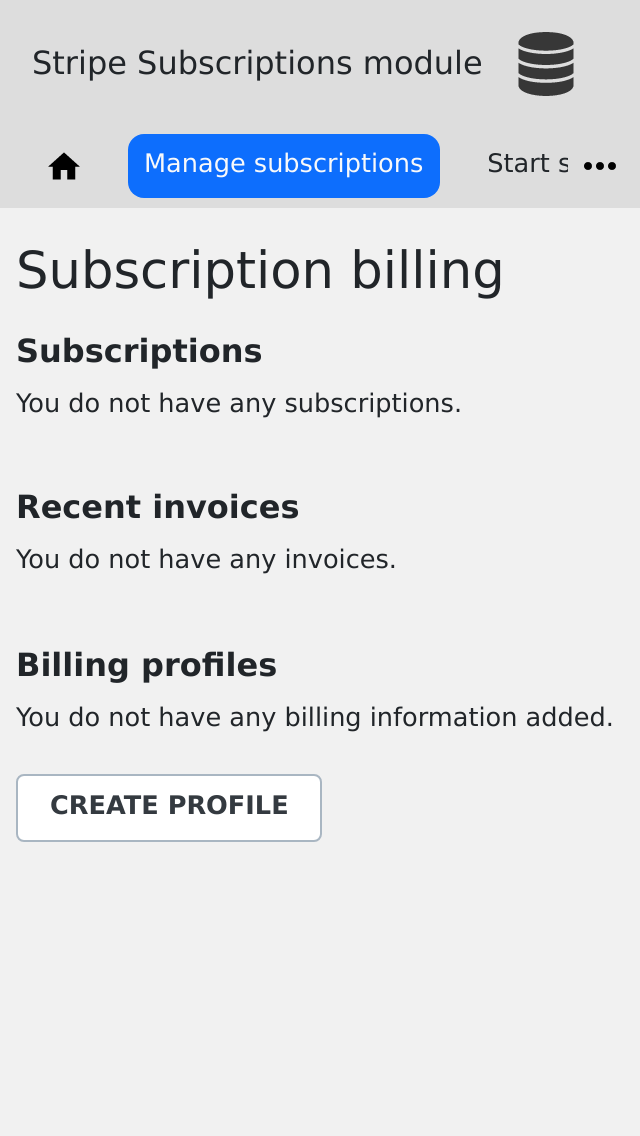 Stripe Subscriptions module
Manage subscriptions
Start s
Subscription billing
Subscriptions
You do not have any subscriptions.
Recent invoices
You do not have any invoices.
Billing profiles
You do not have any billing information added.
CREATE PROFILE